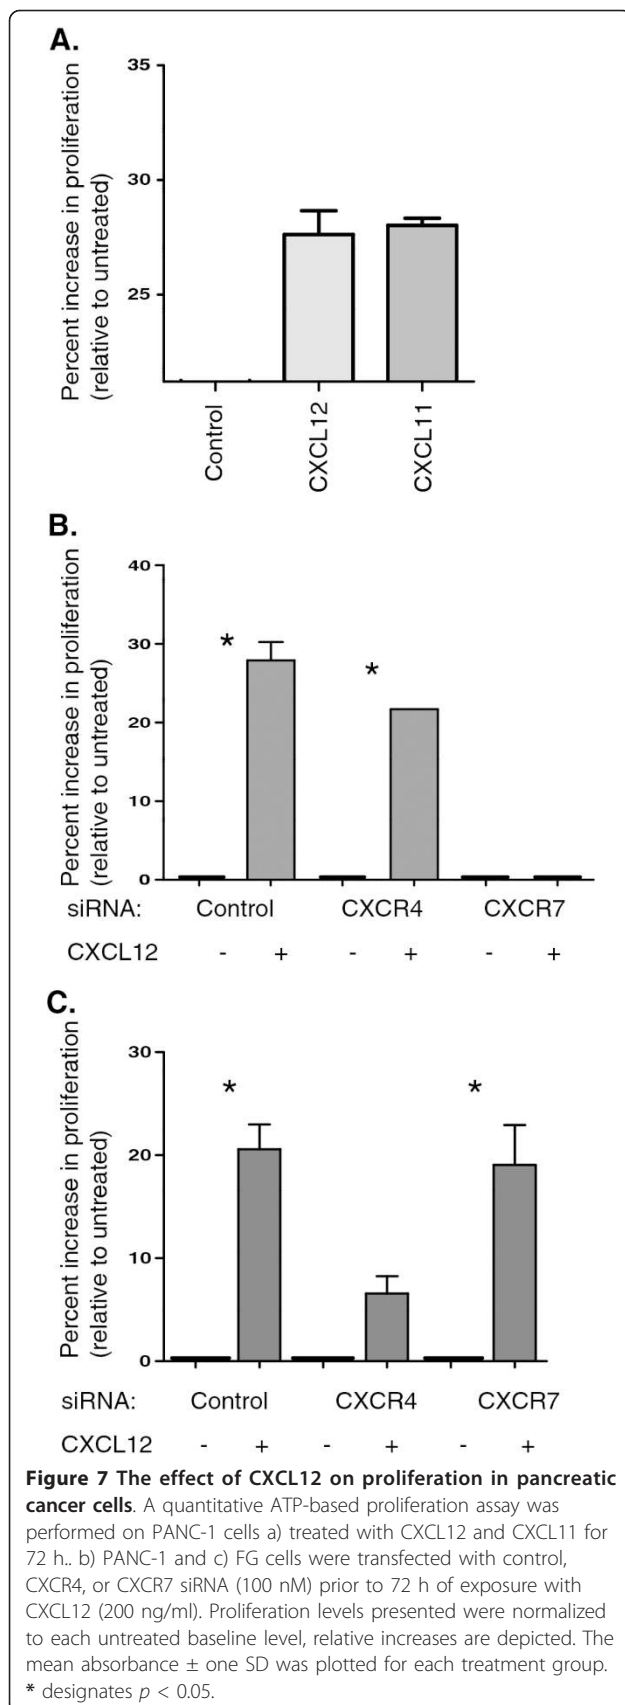 A.
Percent increase in proliferation
(relative to untreated)
35
30
25
Control
CXCL12
CXCL11
B.
Percent increase in proliferation
(relative to untreated)
40
30
20
10
0
*
*
siRNA: Control CXCR4 CXCR7
CXCL12 - + - + - +
C.
Percent increase in proliferation
(relative to untreated)
30
20
10
0
*
*
siRNA: Control CXCR4 CXCR7
CXCL12 - + - + - +
Figure 7 The effect of CXCL12 on proliferation in pancreatic
cancer cells. A quantitative ATP-based proliferation assay was
performed on PANC-1 cells a) treated with CXCL12 and CXCL11 for
72 h.. b) PANC-1 and c) FG cells were transfected with control,
CXCR4, or CXCR7 siRNA (100 nM) prior to 72 h of exposure with
CXCL12 (200 ng/ml). Proliferation levels presented were normalized
to each untreated baseline level, relative increases are depicted. The
mean absorbance ± one SD was plotted for each treatment group.
* designates p < 0.05.